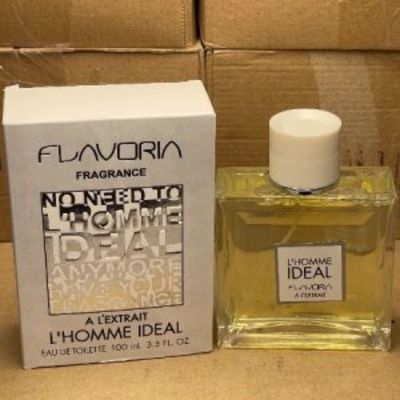 FLAVORIA
FRAGRANCE
NO NEED TO
L'HOMME
IDEAL
ANYMORE
A L'EXTRAIT
L'HOMME IDEAL
EAU DE TOILETTE 100 mL 3.3 FL. OZ
L'HOMME
IDEAL
FLAVORIA
A L'EXTRAIT